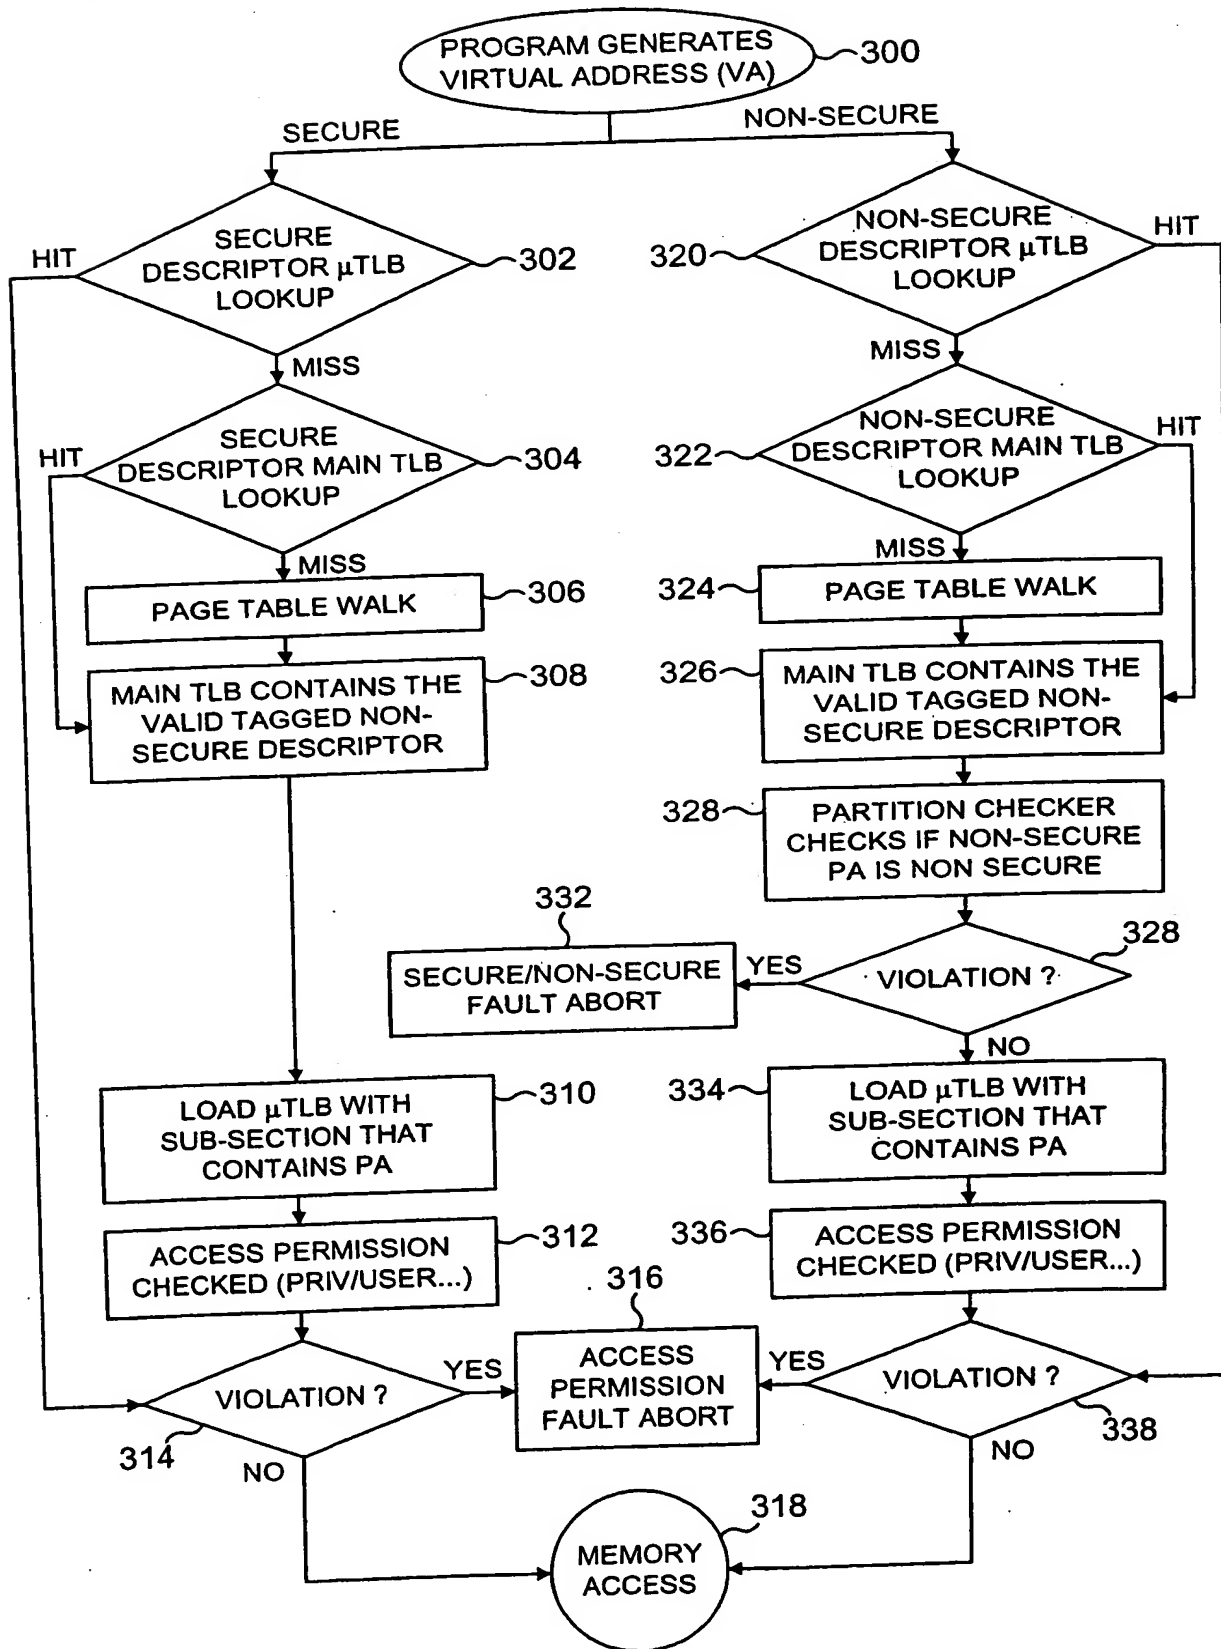 PROGRAM GENERATES
VIRTUAL ADDRESS (VA)
300
SECURE
NON-SECURE
HIT
SECURE
DESCRIPTOR µTLB
LOOKUP
302
320
NON-SECURE
DESCRIPTOR µTLB
LOOKUP
HIT
MISS
MISS
HIT
SECURE
DESCRIPTOR MAIN TLB
LOOKUP
304
322
NON-SECURE
DESCRIPTOR MAIN TLB
LOOKUP
HIT
MISS
MISS
PAGE TABLE WALK
306
324
PAGE TABLE WALK
MAIN TLB CONTAINS THE
VALID TAGGED NON-
SECURE DESCRIPTOR
308
326
MAIN TLB CONTAINS THE
VALID TAGGED NON-
SECURE DESCRIPTOR
328
PARTITION CHECKER
CHECKS IF NON-SECURE
PA IS NON SECURE
332
SECURE/NON-SECURE
FAULT ABORT
YES
VIOLATION ?
328
NO
LOAD µTLB WITH
SUB-SECTION THAT
CONTAINS PA
310
334
LOAD µTLB WITH
SUB-SECTION THAT
CONTAINS PA
ACCESS PERMISSION
CHECKED (PRIV/USER...)
312
336
ACCESS PERMISSION
CHECKED (PRIV/USER...)
316
VIOLATION ?
314
YES
ACCESS
PERMISSION
FAULT ABORT
YES
VIOLATION ?
338
NO
NO
MEMORY
ACCESS
318